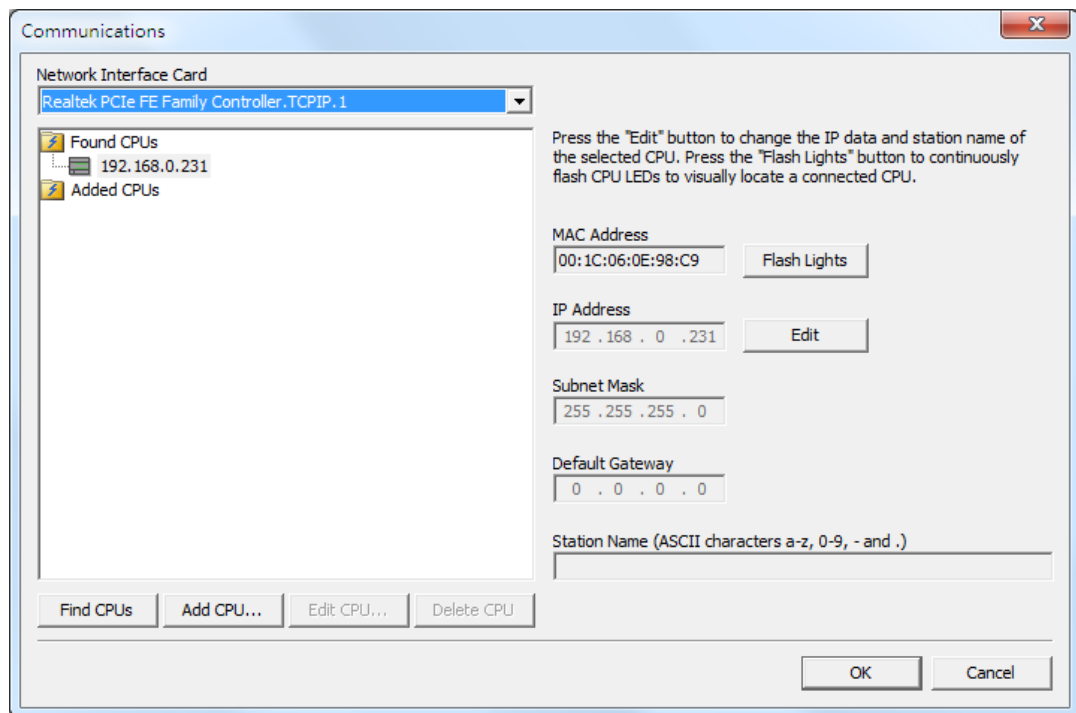 Communications
Network Interface Card
Realtek PCIe FE Family Controller.TCPIP.1
Found CPUs
192.168.0.231
Added CPUs
Press the "Edit" button to change the IP data and station name of
the selected CPU. Press the "Flash Lights" button to continuously
flash CPU LEDs to visually locate a connected CPU.
MAC Address
00:1C:06:0E:98:C9
Flash Lights
IP Address
192 . 168 . 0 . 231
Edit
Subnet Mask
255 . 255 . 255 . 0
Default Gateway
0 . 0 . 0 . 0
Station Name (ASCII characters a-z, 0-9, - and .)
Find CPUs
Add CPU...
Edit CPU...
Delete CPU
OK
Cancel